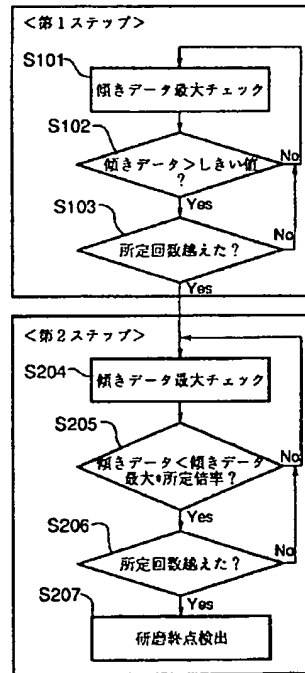 <第1ステップ>
S101
傾きデータ最大チェック
S102
傾きデータ>しきい値
?
No
Yes
S103
所定回数越えた?
No
Yes
<第2ステップ>
S204
傾きデータ最大チェック
S205
傾きデータ<傾きデータ
最大•所定倍率?
No
Yes
S206
所定回数越えた?
No
Yes
S207
研磨終点検出